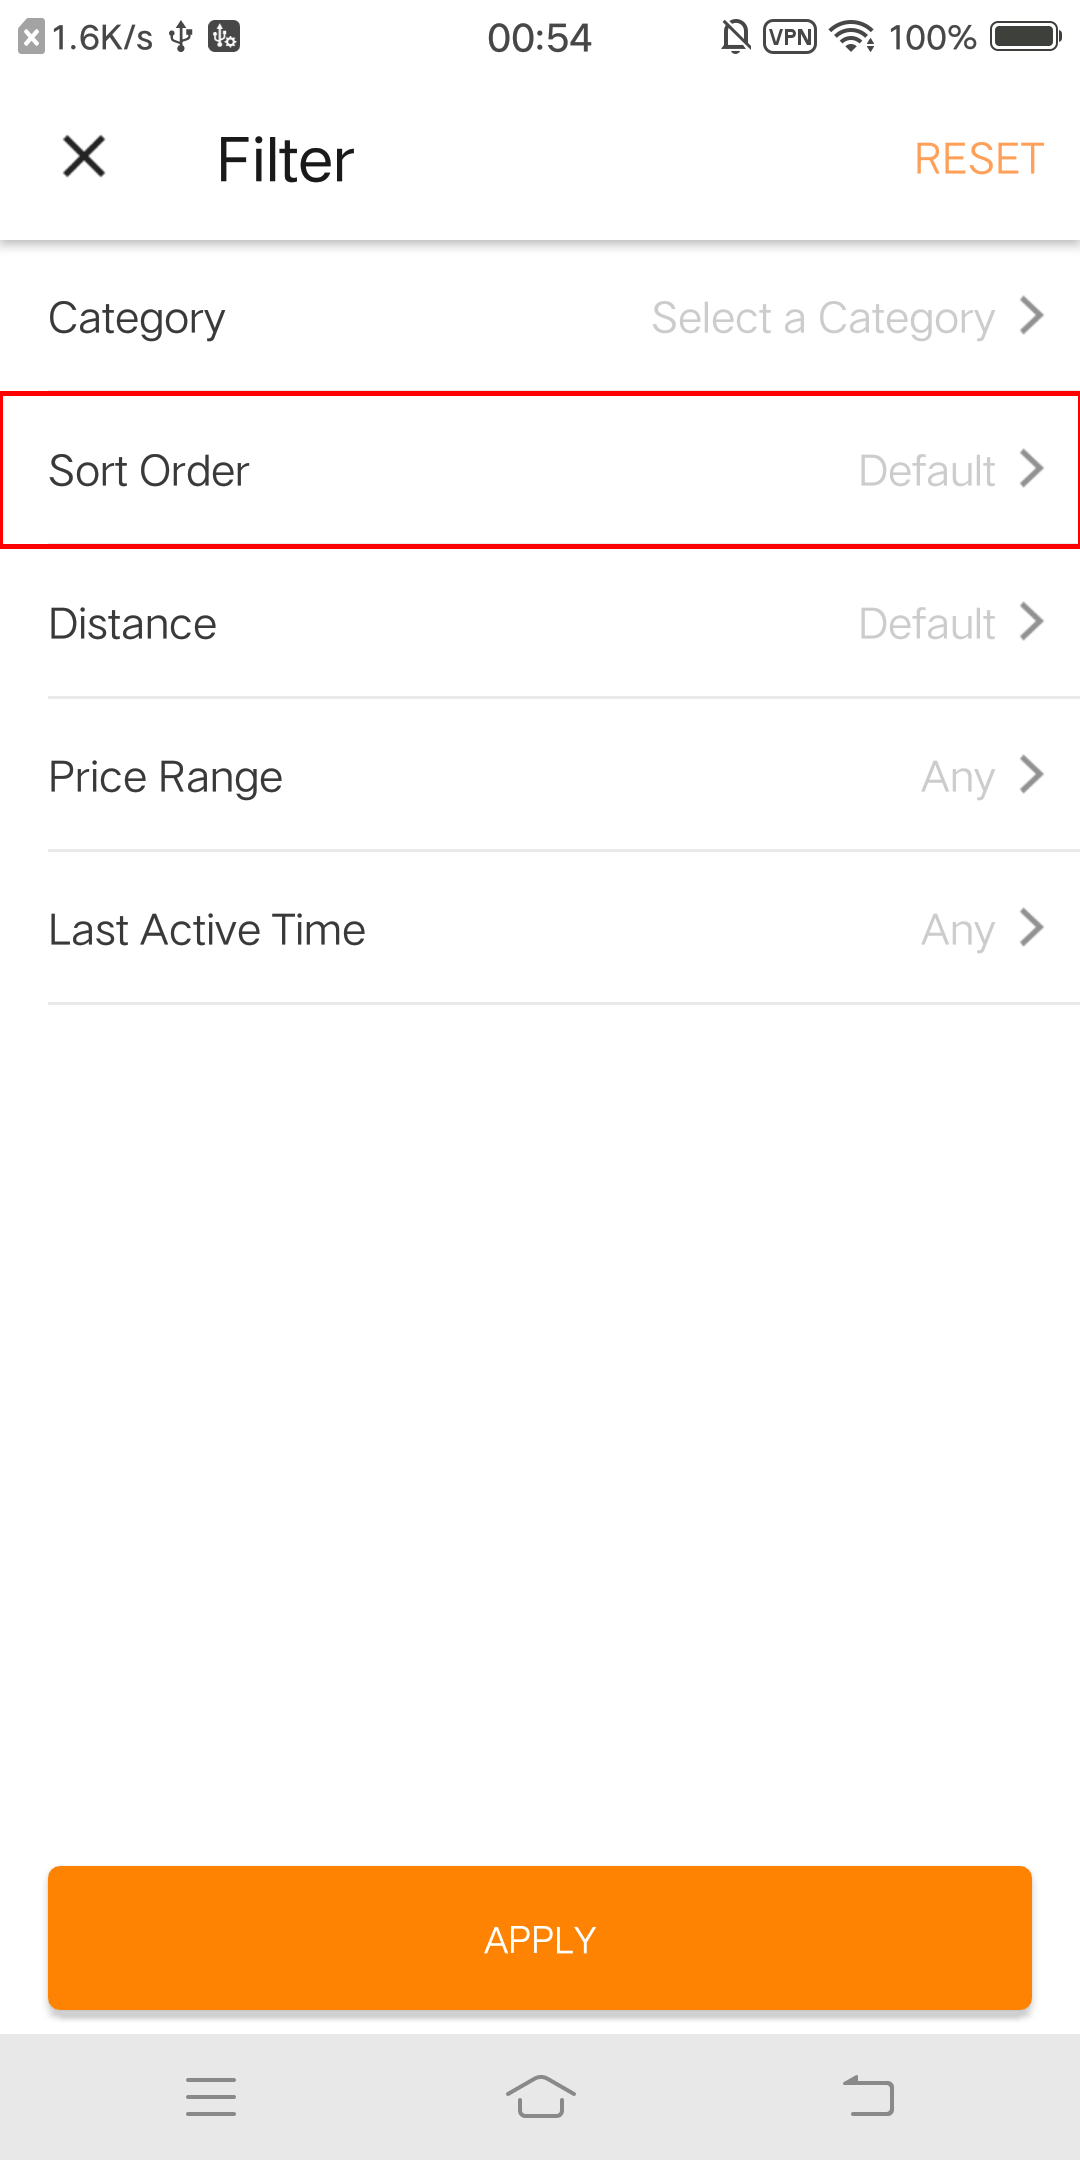 1.6K/s 00:54 VPN 100%
Filter RESET
Category Select a Category
Sort Order Default
Distance Default
Price Range Any
Last Active Time Any
APPLY